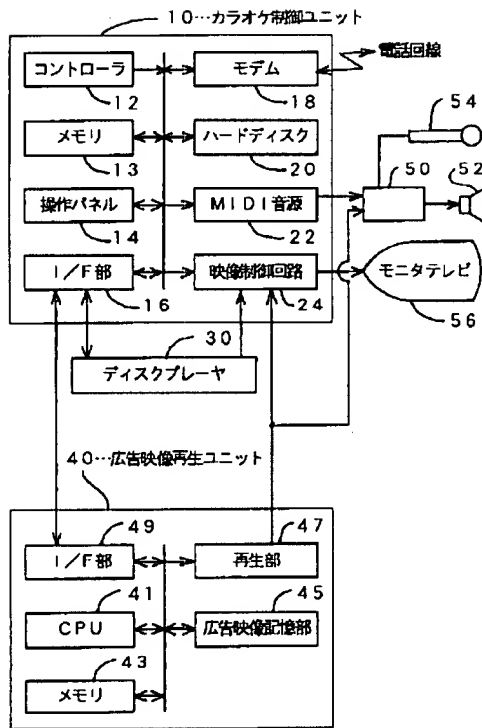 10…カラオケ制御ユニット
コントローラ
12
モデム
18
電話回線
メモリ
13
ハードディスク
20
操作パネル
14
MIDI音源
22
I/F部
16
映像制御回路
24
54
50
52
モニタテレビ
56
30
ディスクプレーヤ
40…広告映像再生ユニット
49
I/F部
47
再生部
41
CPU
45
広告映像記憶部
43
メモリ